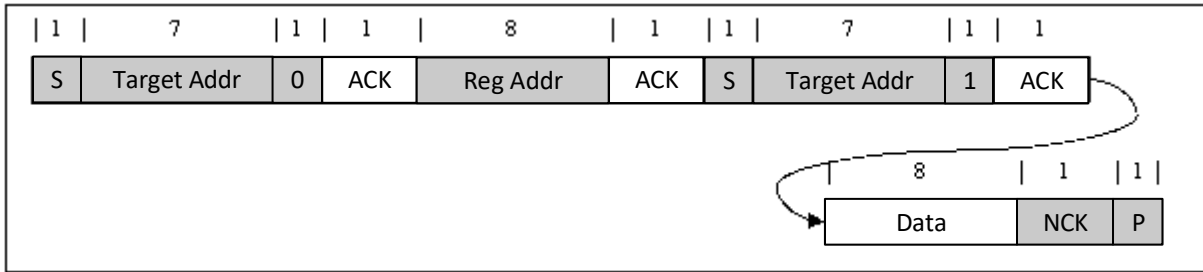 | 1 | 7 | 1 | 1 | 8 | 1 | 1 | 7 | 1 | 1
S Target Addr 0 ACK Reg Addr ACK S Target Addr 1 ACK
| 8 | 1 | 1 |
Data NCK P